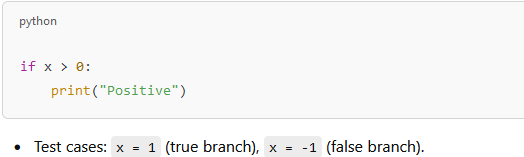 python
if x > 0:
    print("Positive")
• Test cases: x = 1 (true branch), x = -1 (false branch).